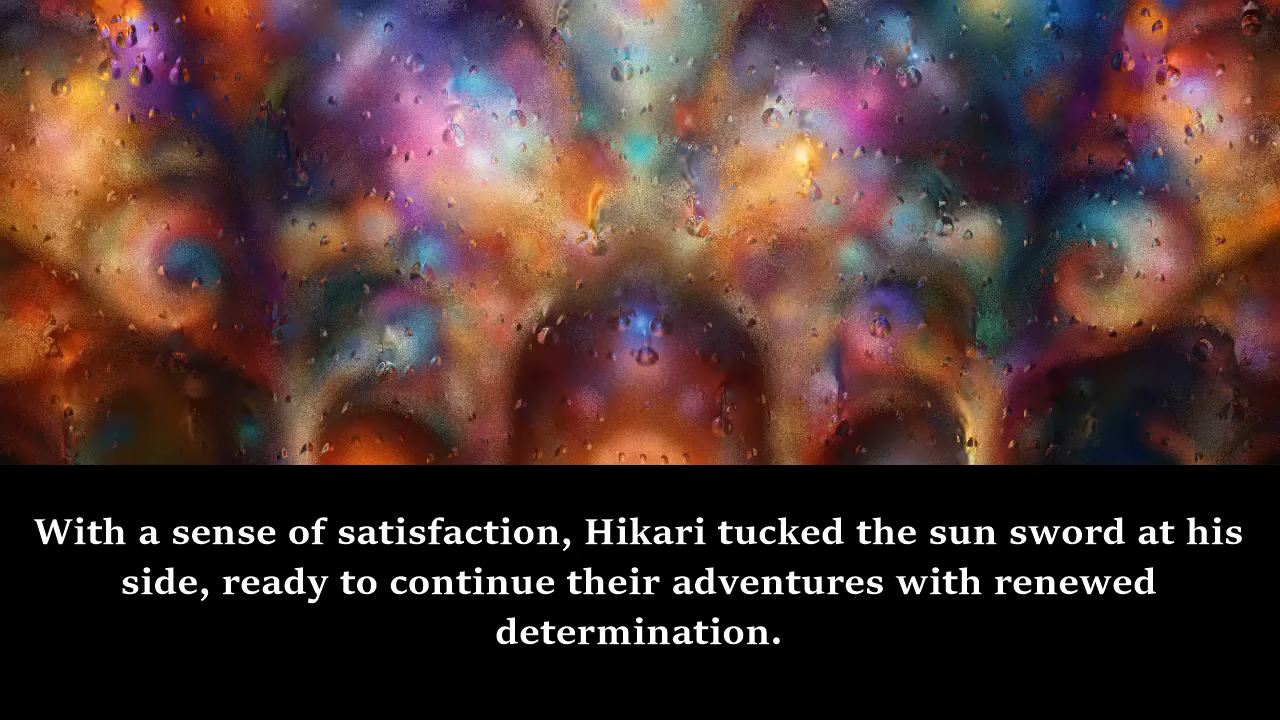 With a sense of satisfaction, Hikari tucked the sun sword at his
side, ready to continue their adventures with renewed
determination.